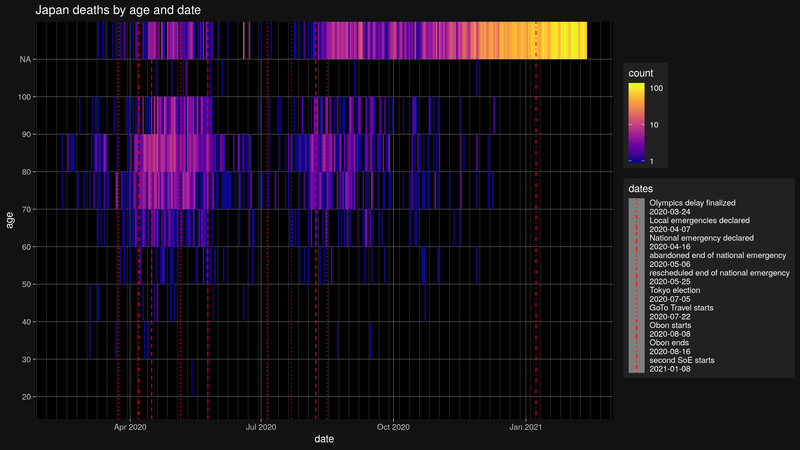 Japan deaths by age and date
NA
100
90
80
70
60
50
40
30
20
age
Apr 2020
Jul 2020
Oct 2020
Jan 2021
date
count
100
10
1
dates
Olympics delay finalized
2020-03-24
Local emergencies declared
2020-04-07
National emergency declared
2020-04-16
abandoned end of national emergency
2020-05-06
rescheduled end of national emergency
2020-05-25
Tokyo election
2020-07-05
GoTo Travel starts
2020-07-22
Obon starts
2020-08-08
Obon ends
2020-08-16
second SoE starts
2021-01-08